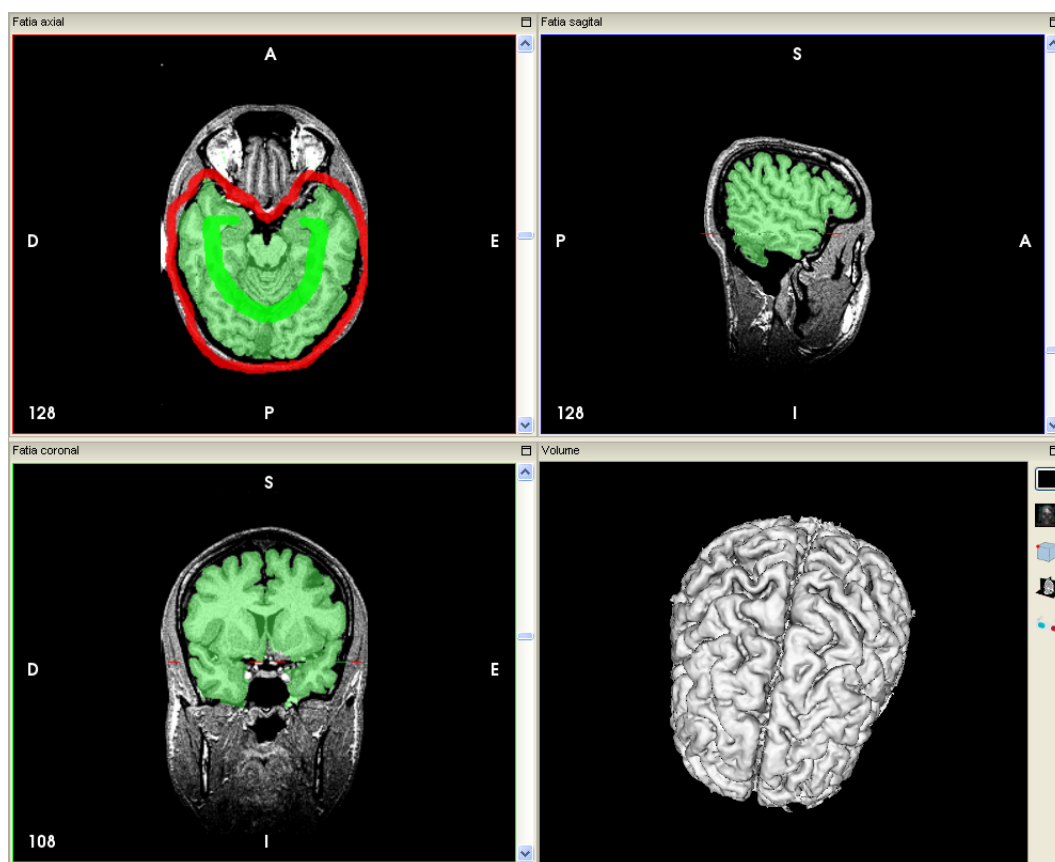 Fatia axial
A
D
E
128
P
Fatia sagital
S
P
A
128
I
Fatia coronal
S
D
E
108
I
Volume